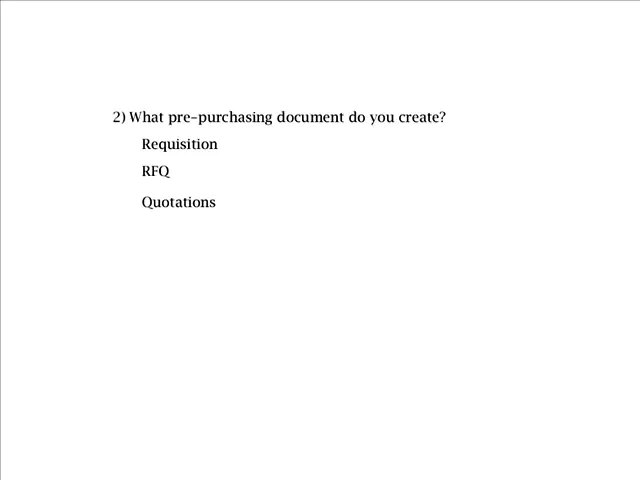 2) What pre-purchasing document do you create?
Requisition
RFQ
Quotations